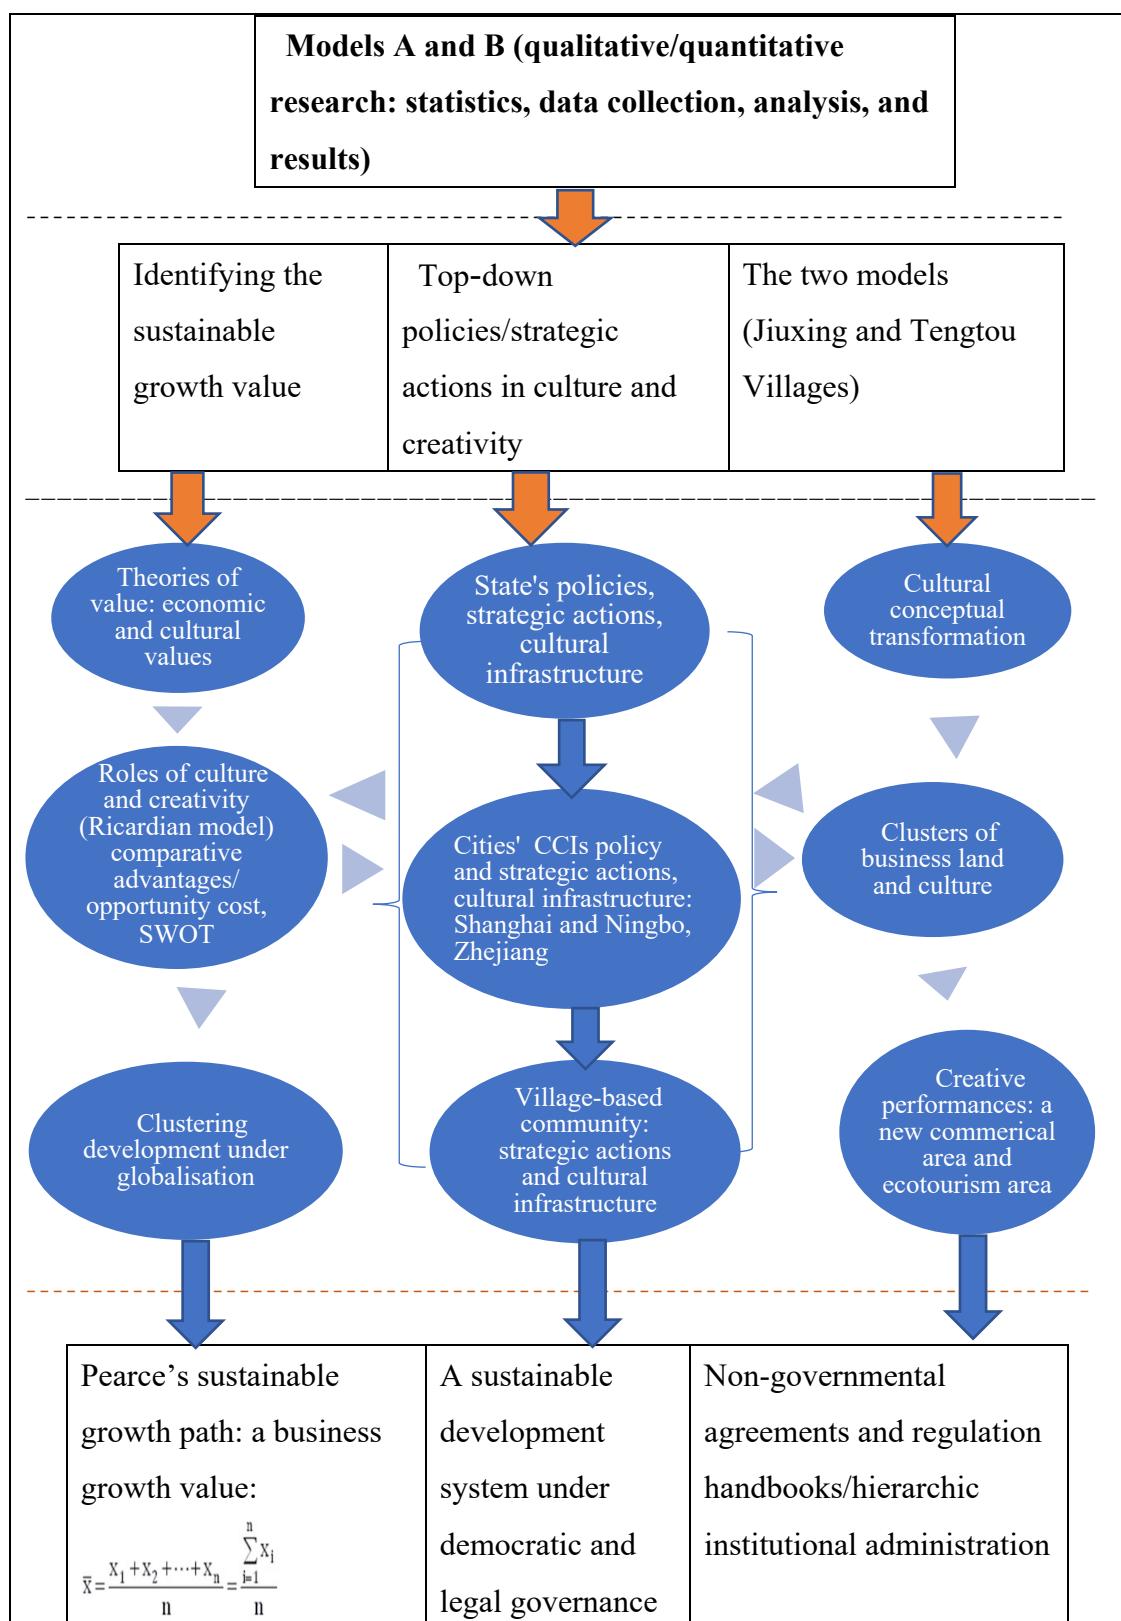 Models A and B (qualitative/quantitative
research: statistics, data collection, analysis, and
results)
Identifying the
sustainable
growth value
Top-down
policies/strategic
actions in culture and
creativity
The two models
(Jiuxing and Tengtou
Villages)
Theories of
value: economic
and cultural
values
State's policies,
strategic actions,
cultural
infrastructure
Cultural
conceptual
transformation
Roles of culture
and creativity
(Ricardian model)
comparative
advantages/
opportunity cost,
SWOT
Cities' CCIs policy
and strategic actions,
cultural infrastructure:
Shanghai and Ningbo,
Zhejiang
Clusters of
business land
and culture
Clustering
development under
globalisation
Village-based
community:
strategic actions
and cultural
infrastructure
Creative
performances: a
new commerical
area and
ecotourism area
Pearce’s sustainable
growth path: a business
growth value:
x̄ = (x₁ + x₂ + ⋯ + xₙ) / n = (∑ⁿᵢ₌₁ xᵢ) / n
A sustainable
development
system under
democratic and
legal governance
Non-governmental
agreements and regulation
handbooks/hierarchic
institutional administration